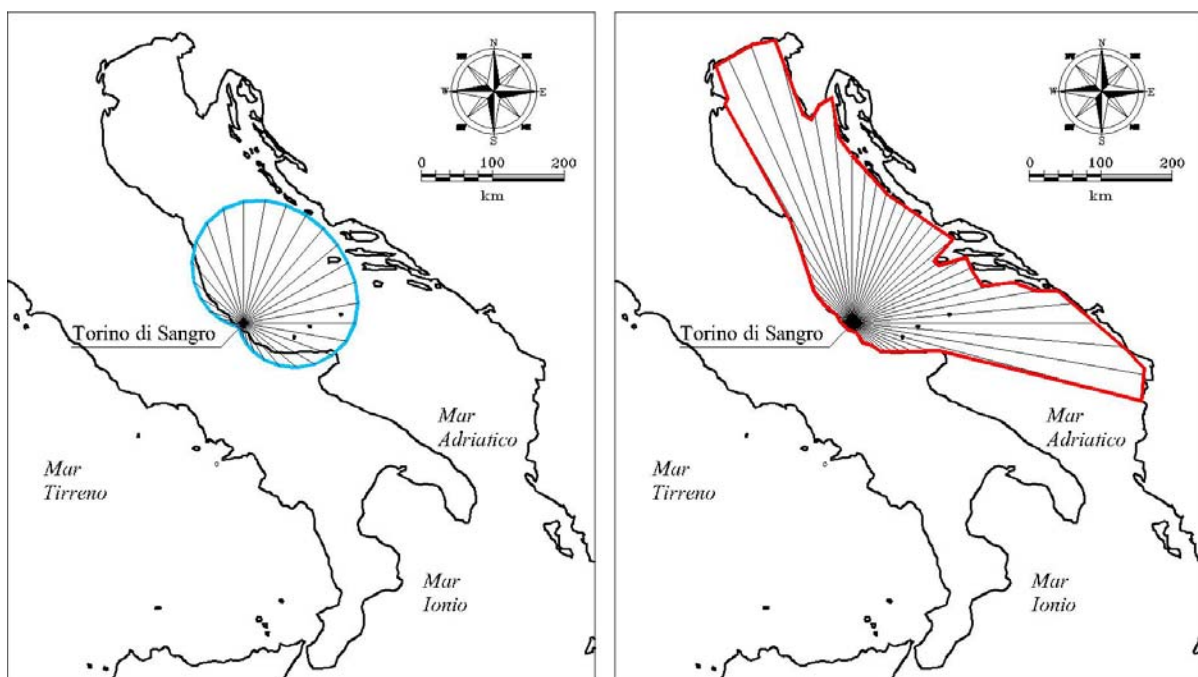 N
W
E
S
0 100 200
km
Torino di Sangro
Mar
Adriatico
Mar
Tirreno
Mar
Ionio
N
W
E
S
0 100 200
km
Torino di Sangro
Mar
Adriatico
Mar
Tirreno
Mar
Ionio